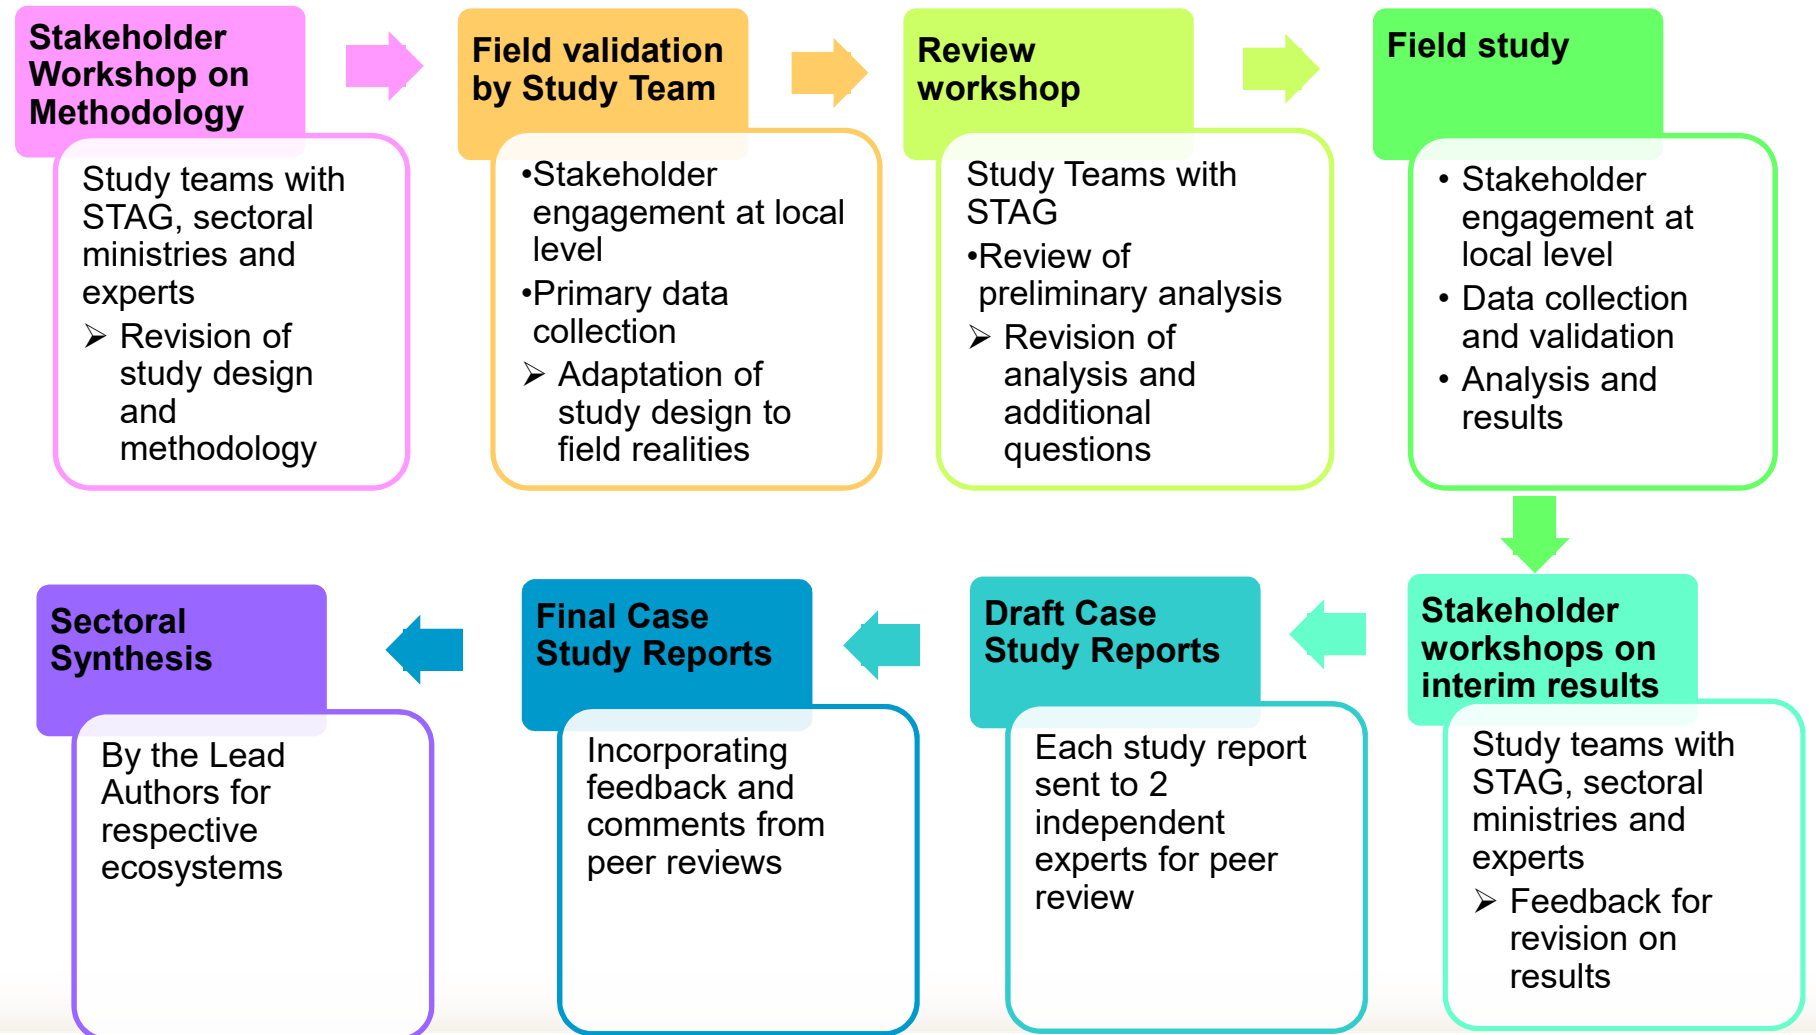 Stakeholder
Workshop on
Methodology
Study teams with
STAG, sectoral
ministries and
experts
➢ Revision of
study design
and
methodology
Field validation
by Study Team
•Stakeholder
engagement at local
level
•Primary data
collection
➢ Adaptation of
study design to
field realities
Review
workshop
Study Teams with
STAG
•Review of
preliminary analysis
➢ Revision of
analysis and
additional
questions
Field study
• Stakeholder
engagement at
local level
• Data collection
and validation
• Analysis and
results
Stakeholder
workshops on
interim results
Study teams with
STAG, sectoral
ministries and
experts
➢ Feedback for
revision on
results
Draft Case
Study Reports
Each study report
sent to 2
independent
experts for peer
review
Final Case
Study Reports
Incorporating
feedback and
comments from
peer reviews
Sectoral
Synthesis
By the Lead
Authors for
respective
ecosystems